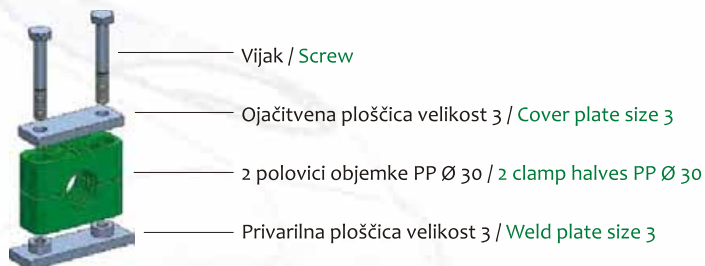 Vijak / Screw
Ojačitvena ploščica velikost 3 / Cover plate size 3
2 polovici objemke PP Ø 30 / 2 clamp halves PP Ø 30
Privarilna ploščica velikost 3 / Weld plate size 3